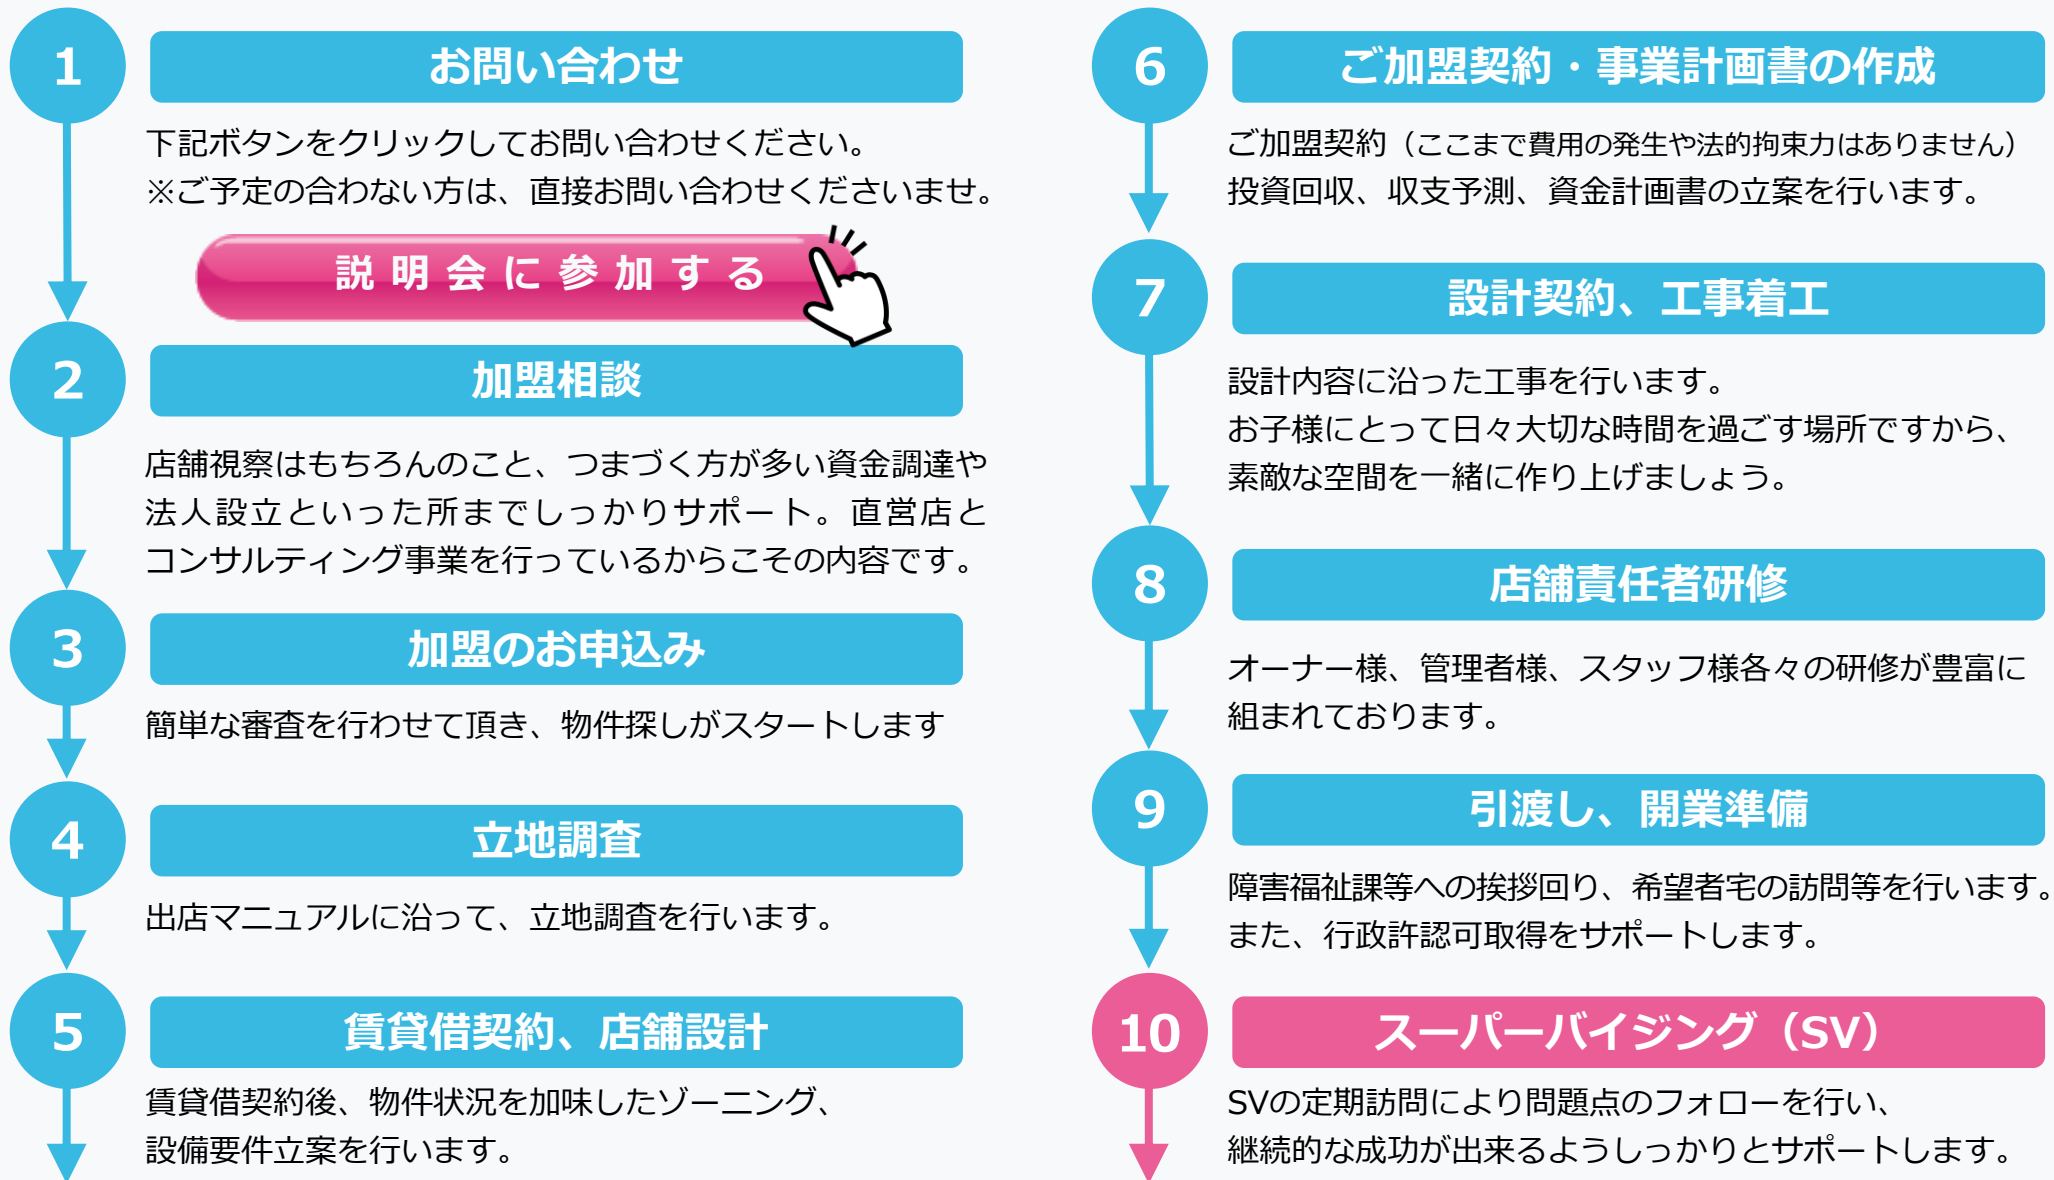 1
お問い合わせ
下記ボタンをクリックしてお問い合わせください。
※ご予定の合わない方は、直接お問い合わせくださいませ。
説明会に参加する
2
加盟相談
店舗視察はもちろんのこと、つまづく方が多い資金調達や
法人設立といった所までしっかりサポート。直営店と
コンサルティング事業を行っているからこその内容です。
3
加盟のお申込み
簡単な審査を行わせて頂き、物件探しがスタートします
4
立地調査
出店マニュアルに沿って、立地調査を行います。
5
賃貸借契約、店舗設計
賃貸借契約後、物件状況を加味したゾーニング、
設備要件立案を行います。
6
ご加盟契約・事業計画書の作成
ご加盟契約（ここまで費用の発生や法的拘束力はありません）
投資回収、収支予測、資金計画書の立案を行います。
7
設計契約、工事着工
設計内容に沿った工事を行います。
お子様にとって日々大切な時間を過ごす場所ですから、
素敵な空間を一緒に作り上げましょう。
8
店舗責任者研修
オーナー様、管理者様、スタッフ様各々の研修が豊富に
組まれております。
9
引渡し、開業準備
障害福祉課等への挨拶回り、希望者宅の訪問等を行います。
また、行政許認可取得をサポートします。
10
スーパーバイジング（SV）
SVの定期訪問により問題点のフォローを行い、
継続的な成功が出来るようしっかりとサポートします。